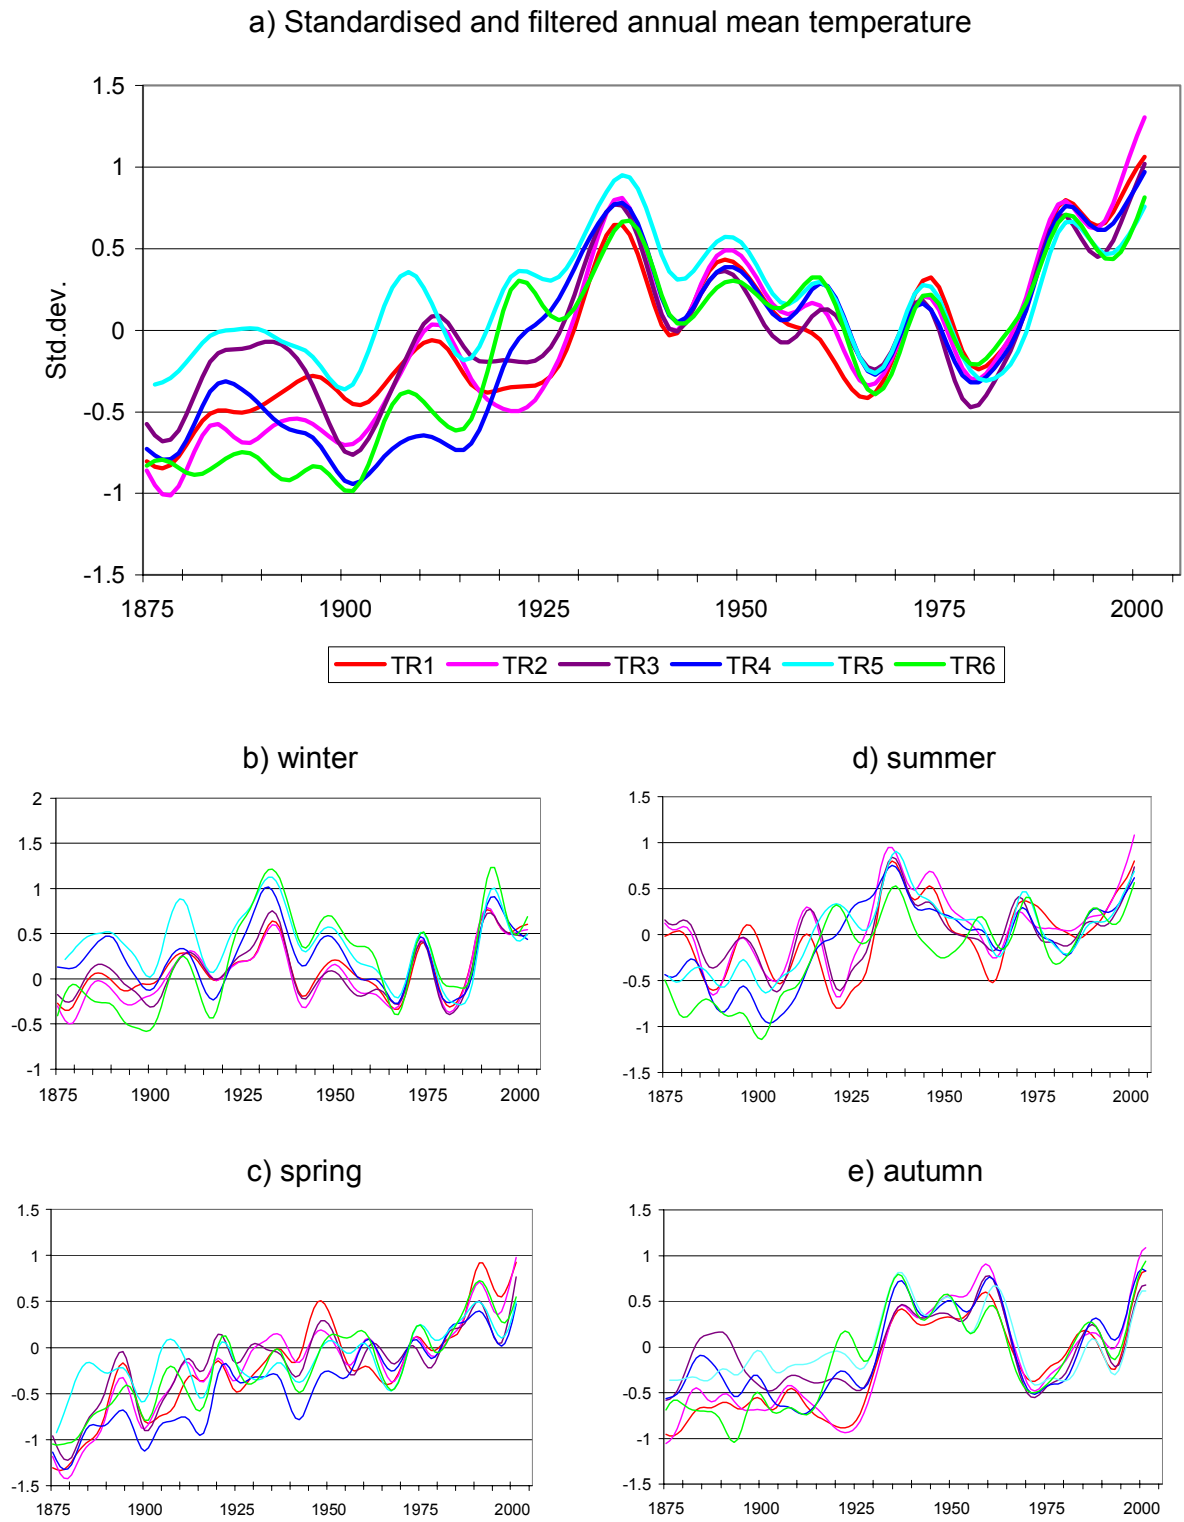 a) Standardised and filtered annual mean temperature
1.5
1
0.5
0
-0.5
-1
-1.5
Std.dev.
1875 1900 1925 1950 1975 2000
TR1 TR2 TR3 TR4 TR5 TR6
b) winter
2
1.5
1
0.5
0
-0.5
-1
1875 1900 1925 1950 1975 2000
d) summer
1.5
1
0.5
0
-0.5
-1
-1.5
1875 1900 1925 1950 1975 2000
c) spring
1.5
1
0.5
0
-0.5
-1
-1.5
1875 1900 1925 1950 1975 2000
e) autumn
1.5
1
0.5
0
-0.5
-1
-1.5
1875 1900 1925 1950 1975 2000